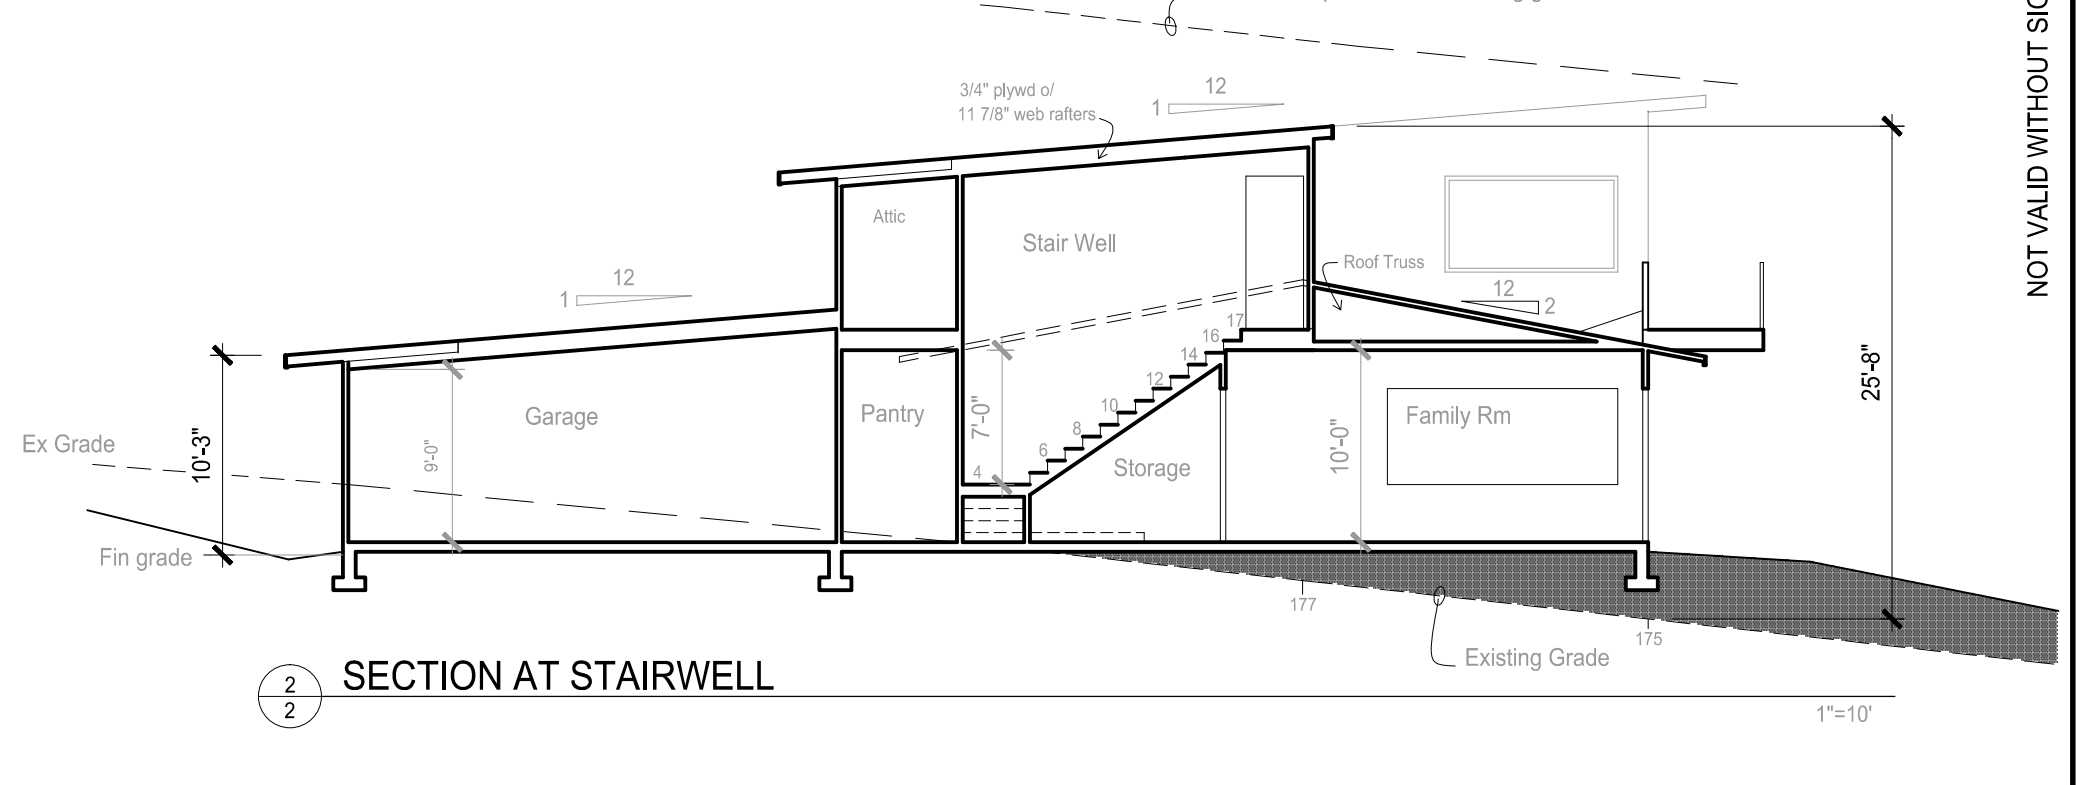 12
1
3/4" plywd o/
11 7/8" web rafters
Attic
Stair Well
Roof Truss
12
1
12
2
17
16
14
12
10
8
6
4
Garage
Pantry
7'-0"
Storage
10'-0"
Family Rm
25'-8"
Ex Grade
10'-3"
9'-0"
Fin grade
177
175
Existing Grade
2
2
SECTION AT STAIRWELL
1"=10'
NOT VALID WITHOUT